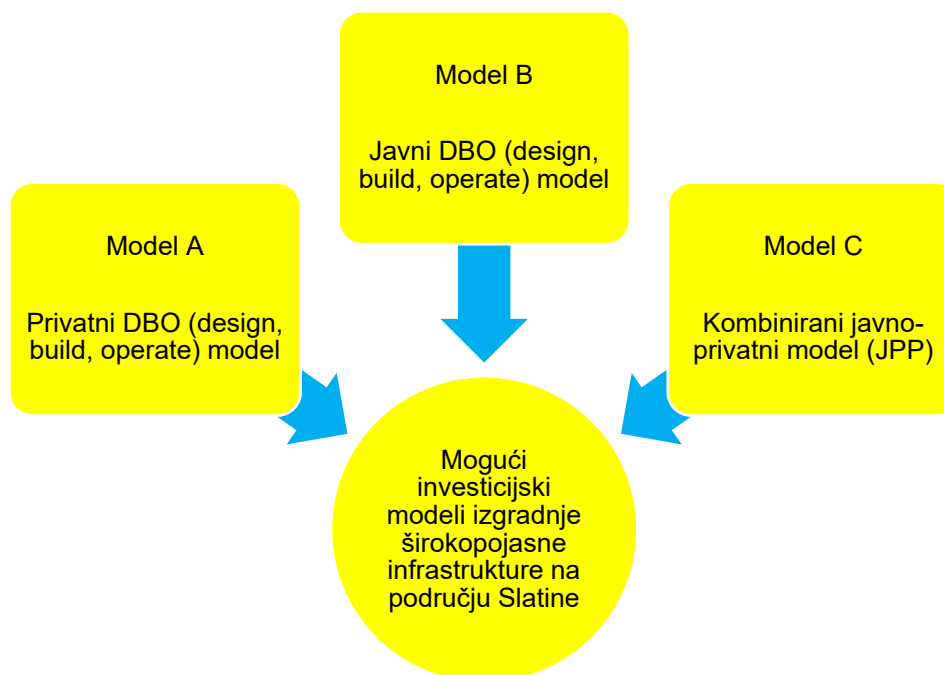 Model A
Privatni DBO (design,
build, operate) model
Model B
Javni DBO (design,
build, operate) model
Model C
Kombinirani javno-
privatni model (JPP)
Mogući
investicijski
modeli izgradnje
širokopojasne
infrastrukture na
području Slatine